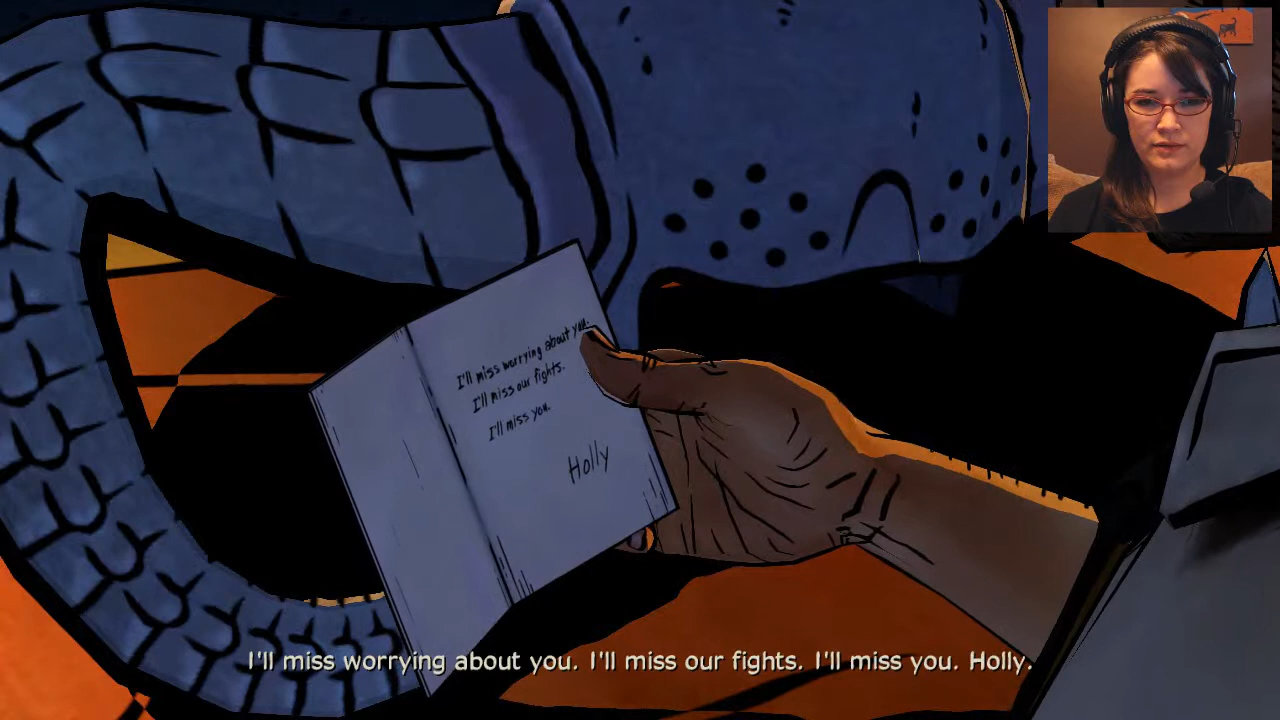 I'll miss worrying about you.
I'll miss our fights.
I'll miss you.
Holly
I'll miss worrying about you. I'll miss our fights. I'll miss you. Holly.